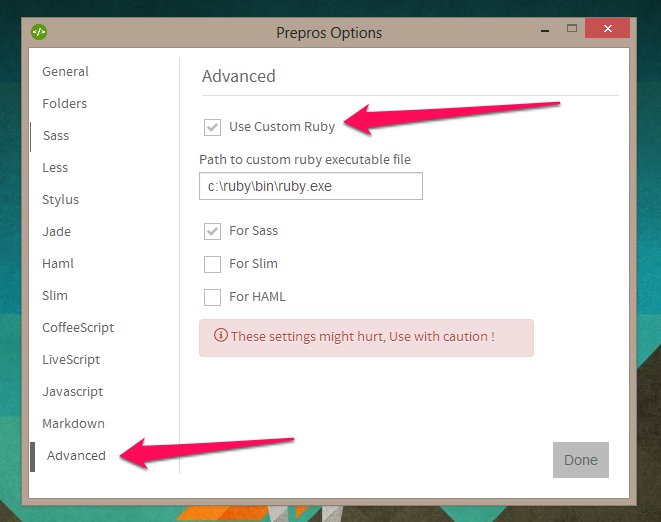 Prepros Options
General
Folders
Sass
Less
Stylus
Jade
Haml
Slim
CoffeeScript
LiveScript
Javascript
Markdown
Advanced
Advanced
Use Custom Ruby
Path to custom ruby executable file
c:\ruby\bin\ruby.exe
For Sass
For Slim
For HAML
These settings might hurt, Use with caution !
Done